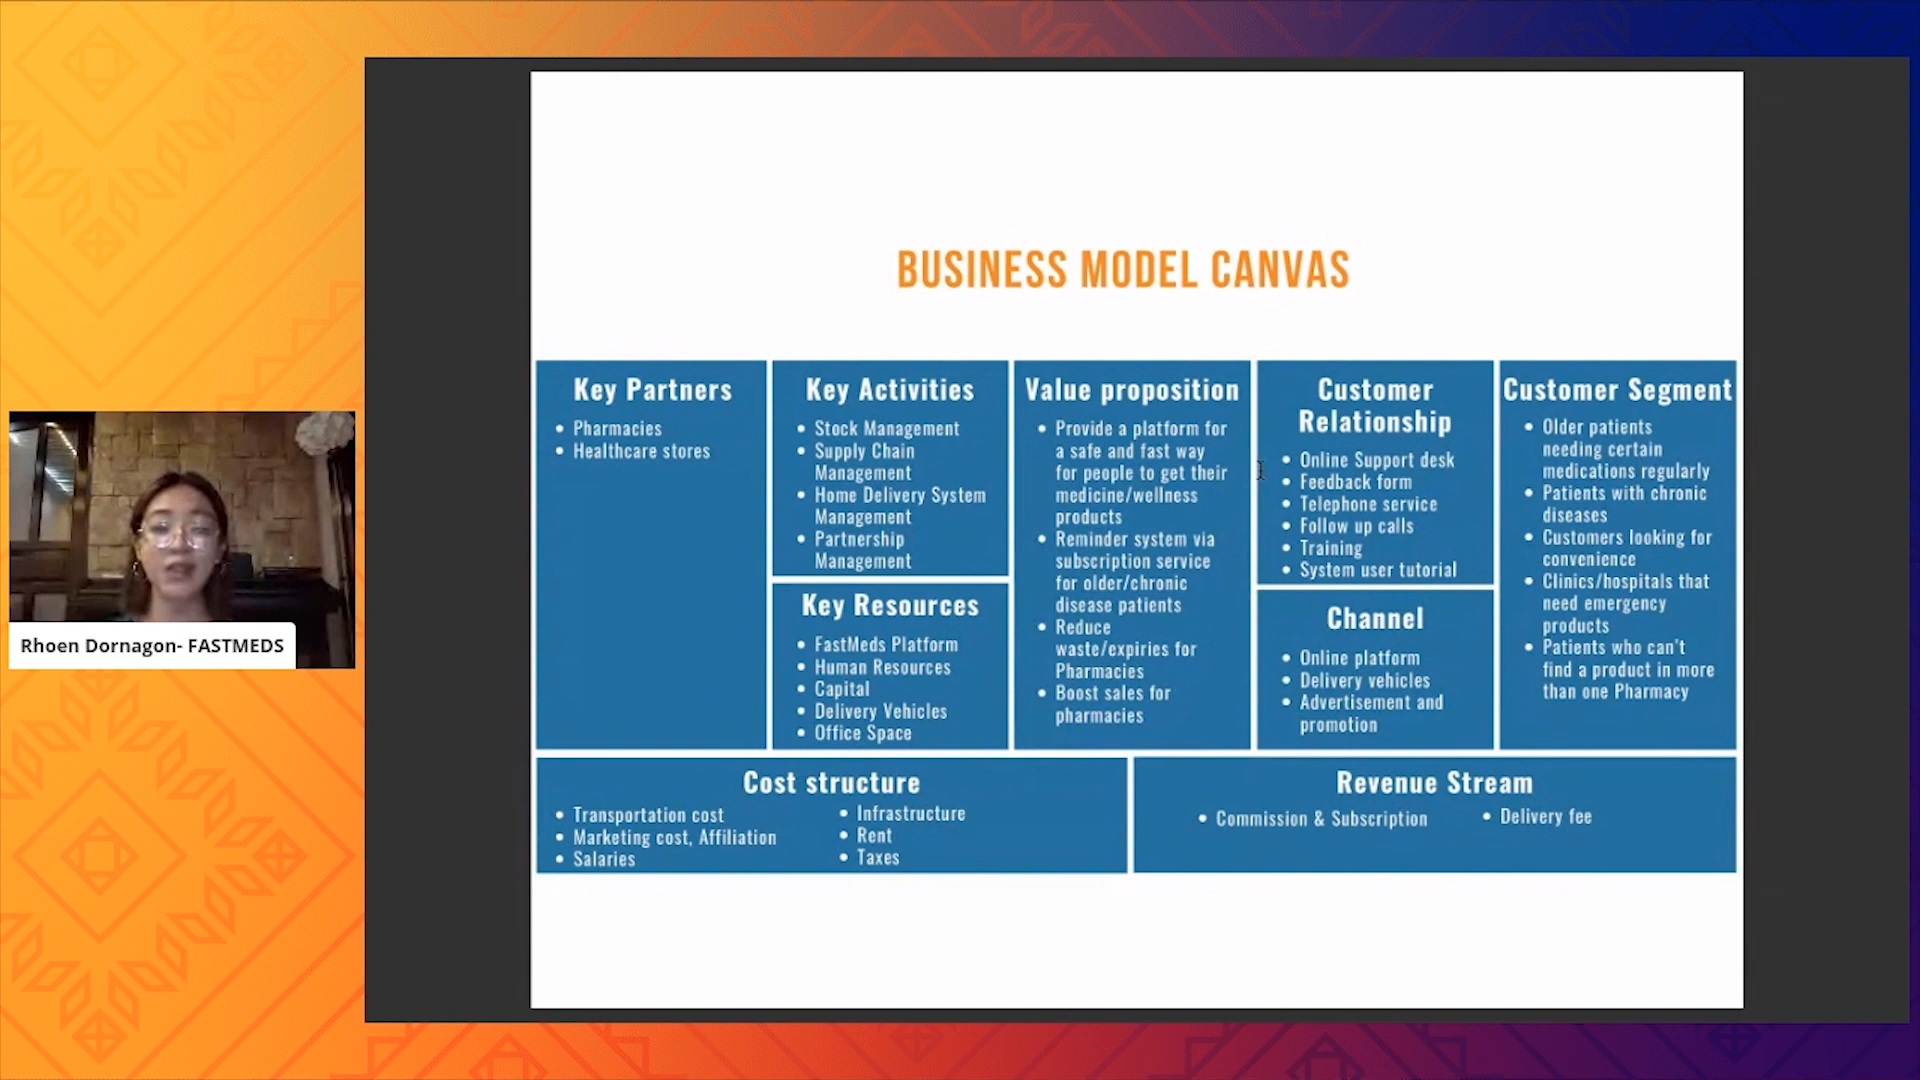 BUSINESS MODEL CANVAS
Key Partners
• Pharmacies
• Healthcare stores
Key Activities
• Stock Management
• Supply Chain
Management
• Home Delivery System
Management
• Partnership
Management
Key Resources
• FastMeds Platform
• Human Resources
• Capital
• Delivery Vehicles
• Office Space
Value proposition
• Provide a platform for
a safe and fast way
for people to get their
medicine/wellness
products
• Reminder system via
subscription service
for older/chronic
disease patients
• Reduce
waste/expiries for
Pharmacies
• Boost sales for
pharmacies
Customer
Relationship
• Online Support desk
• Feedback form
• Telephone service
• Follow up calls
• Training
• System user tutorial
Channel
• Online platform
• Delivery vehicles
• Advertisement and
promotion
Customer Segment
• Older patients
needing certain
medications regularly
• Patients with chronic
diseases
• Customers looking for
convenience
• Clinics/hospitals that
need emergency
products
• Patients who can't
find a product in more
than one Pharmacy
Cost structure
• Transportation cost
• Marketing cost, Affiliation
• Salaries
• Infrastructure
• Rent
• Taxes
Revenue Stream
• Commission & Subscription
• Delivery fee
Rhoen Dornagon- FASTMEDS